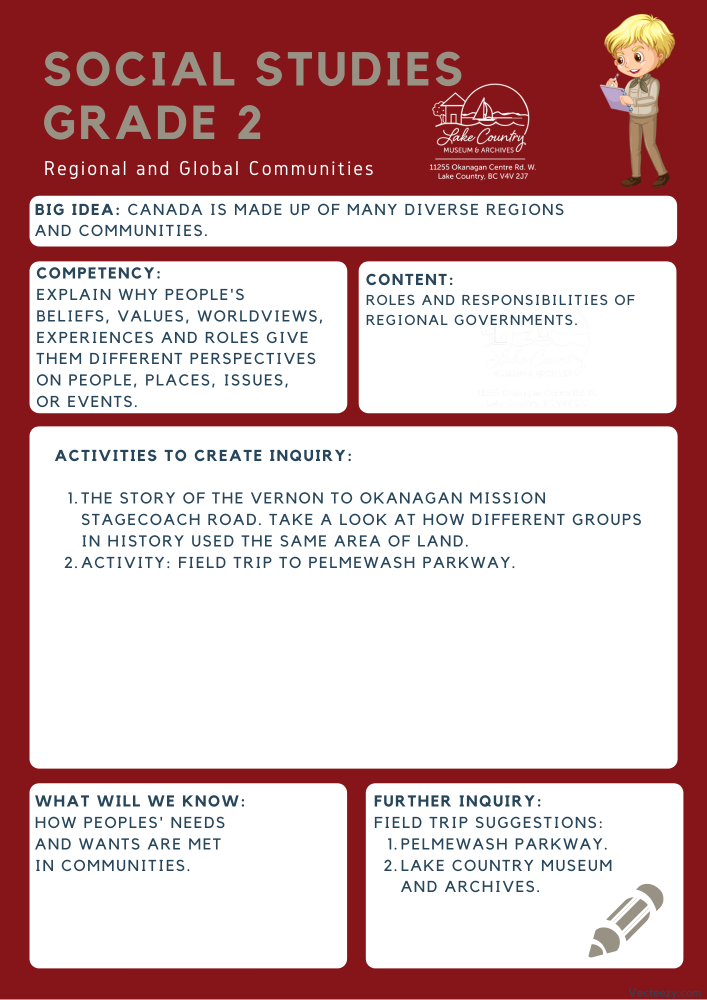 SOCIAL STUDIES
GRADE 2
Regional and Global Communities
Lake Country
MUSEUM & ARCHIVES
11255 Okanagan Centre Rd. W.
Lake Country, BC V4V 2J7
BIG IDEA: CANADA IS MADE UP OF MANY DIVERSE REGIONS
AND COMMUNITIES.
COMPETENCY:
EXPLAIN WHY PEOPLE'S
BELIEFS, VALUES, WORLDVIEWS,
EXPERIENCES AND ROLES GIVE
THEM DIFFERENT PERSPECTIVES
ON PEOPLE, PLACES, ISSUES,
OR EVENTS.
CONTENT:
ROLES AND RESPONSIBILITIES OF
REGIONAL GOVERNMENTS.
Lake Country
MUSEUM & ARCHIVES
11255 Okanagan Centre Rd. W.
Lake Country, BC V4V 2J7
ACTIVITIES TO CREATE INQUIRY:
1. THE STORY OF THE VERNON TO OKANAGAN MISSION
STAGECOACH ROAD. TAKE A LOOK AT HOW DIFFERENT GROUPS
IN HISTORY USED THE SAME AREA OF LAND.
2. ACTIVITY: FIELD TRIP TO PELMEWASH PARKWAY.
WHAT WILL WE KNOW:
HOW PEOPLES' NEEDS
AND WANTS ARE MET
IN COMMUNITIES.
FURTHER INQUIRY:
FIELD TRIP SUGGESTIONS:
1. PELMEWASH PARKWAY.
2. LAKE COUNTRY MUSEUM
AND ARCHIVES.
Vecteezy.com